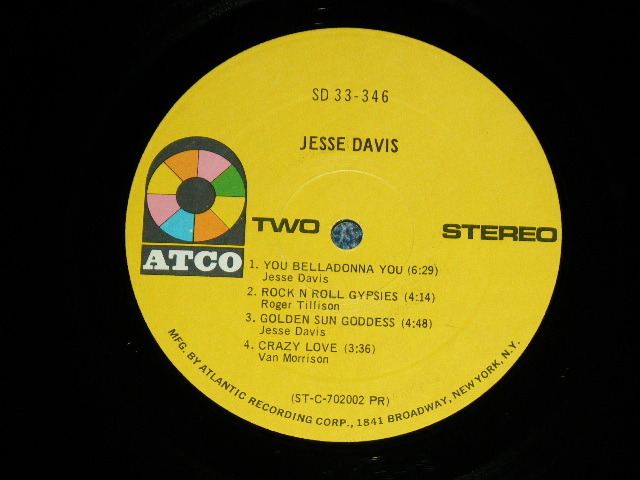 SD 33-346
JESSE DAVIS
ATCO
TWO
STEREO
1. YOU BELLADONNA YOU (6:29)
Jesse Davis
2. ROCK N ROLL GYPSIES (4:14)
Roger Tillison
3. GOLDEN SUN GODDESS (4:48)
Jesse Davis
4. CRAZY LOVE (3:36)
Van Morrison
(ST-C-702002 PR)
MFG. BY ATLANTIC RECORDING CORP., 1841 BROADWAY, NEW YORK, N.Y.